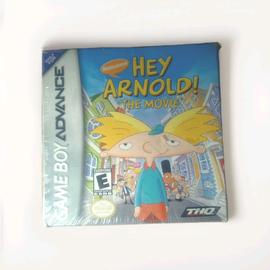 GAME BOY ADVANCE
NICKELODEON
HEY
ARNOLD!
THE MOVIE
E
THQ